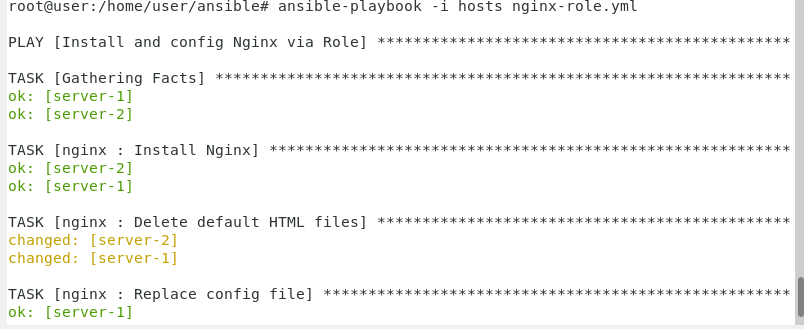 root@user:/home/user/ansible# ansible-playbook -i hosts nginx-role.yml
PLAY [Install and config Nginx via Role] **********************************************
TASK [Gathering Facts] ****************************************************************
ok: [server-1]
ok: [server-2]
TASK [nginx : Install Nginx] **********************************************************
ok: [server-2]
ok: [server-1]
TASK [nginx : Delete default HTML files] **********************************************
changed: [server-2]
changed: [server-1]
TASK [nginx : Replace config file] ****************************************************
ok: [server-1]